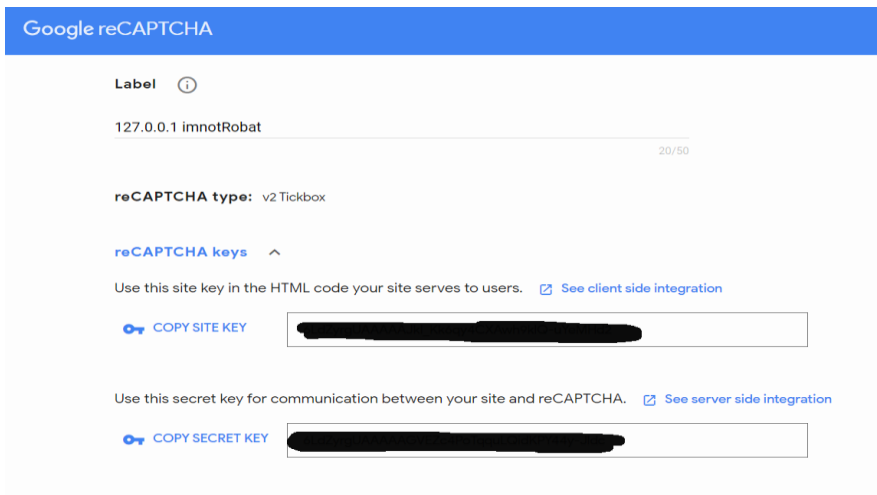 Google reCAPTCHA
Label
127.0.0.1 imnotRobat
20/50
reCAPTCHA type: v2 Tickbox
reCAPTCHA keys
Use this site key in the HTML code your site serves to users. See client side integration
COPY SITE KEY
Use this secret key for communication between your site and reCAPTCHA. See server side integration
COPY SECRET KEY